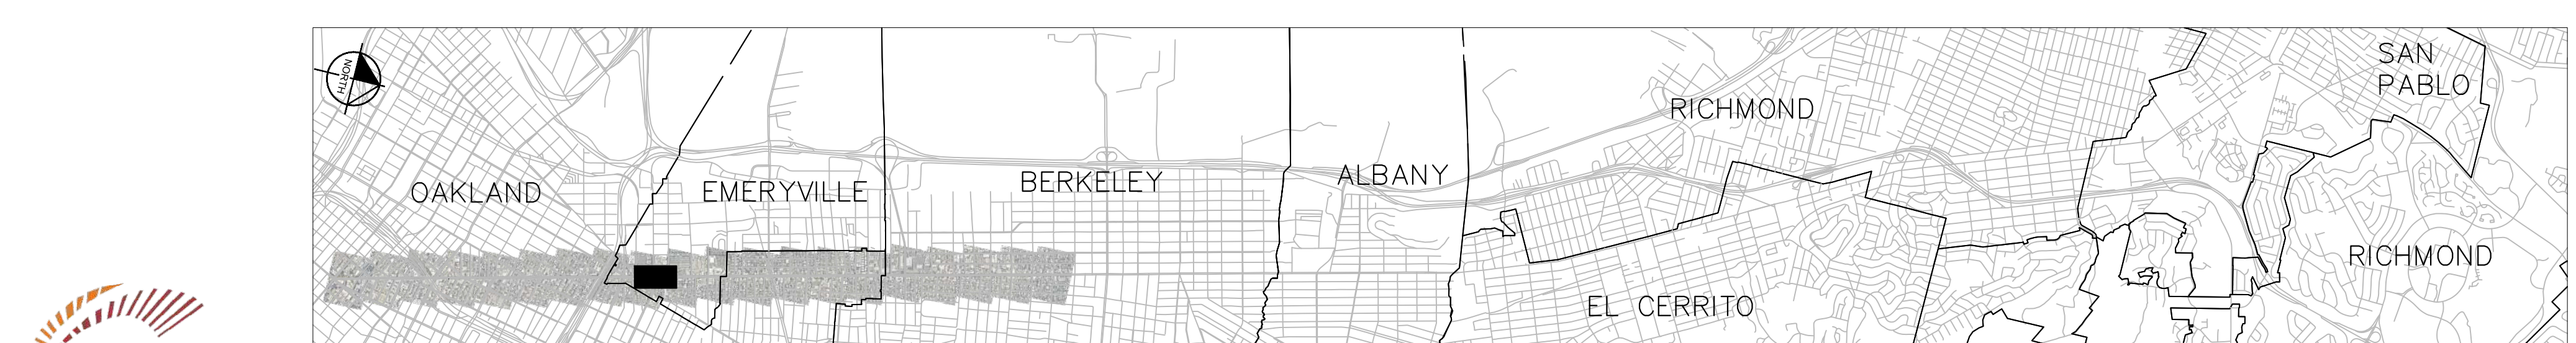 NORTH
OAKLAND
EMERYVILLE
BERKELEY
ALBANY
RICHMOND
EL CERRITO
SAN
PABLO
RICHMOND